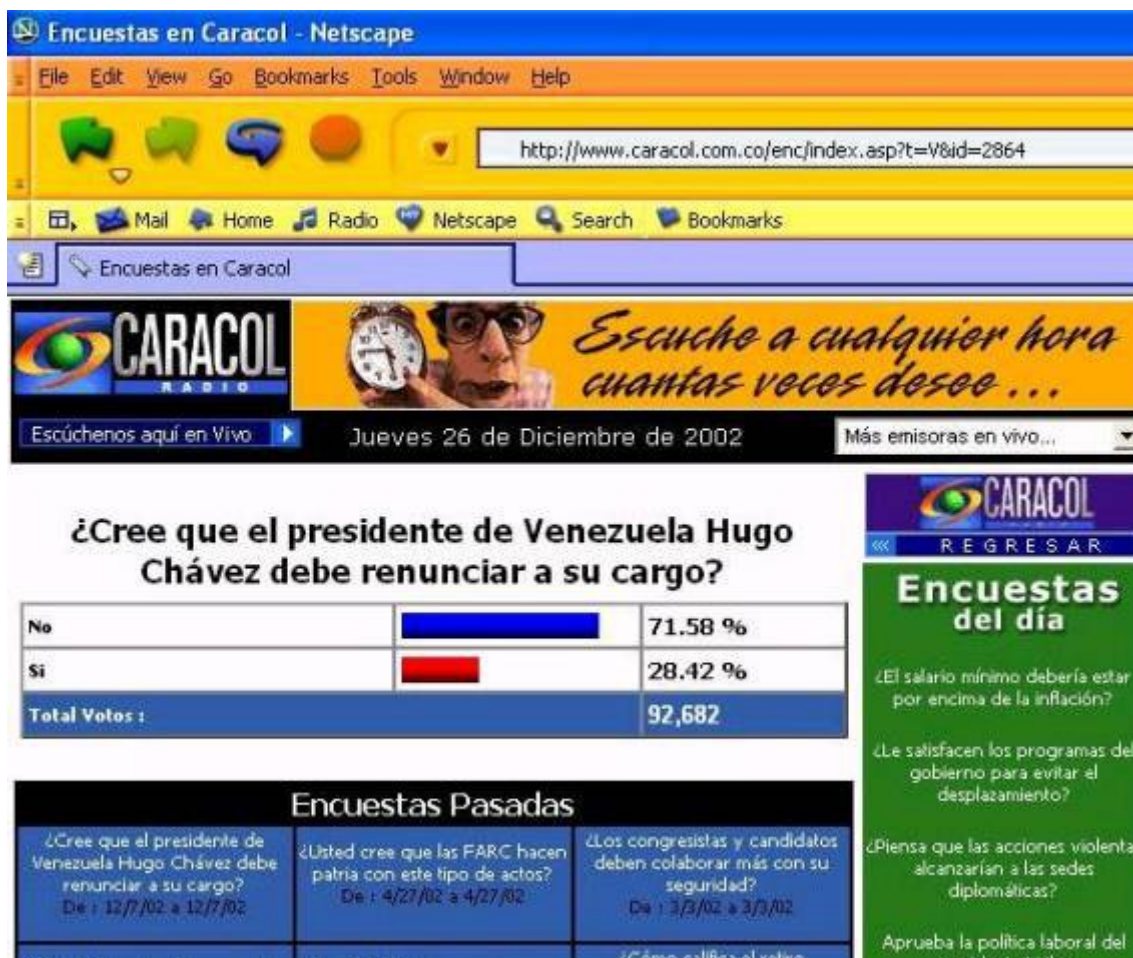 Encuestas en Caracol - Netscape
File Edit View Go Bookmarks Tools Window Help
http://www.caracol.com.co/enc/index.asp?t=V&id=2864
Mail Home Radio Netscape Search Bookmarks
Encuestas en Caracol
CARACOL
RADIO
Escuche a cualquier hora
cuantas veces desee ...
Escúchenos aquí en Vivo
Jueves 26 de Diciembre de 2002
Más emisoras en vivo...
¿Cree que el presidente de Venezuela Hugo
Chávez debe renunciar a su cargo?
No 71.58 %
Si 28.42 %
Total Votos : 92,682
Encuestas Pasadas
¿Cree que el presidente de
Venezuela Hugo Chávez debe
renunciar a su cargo?
De : 12/7/02 a 12/7/02
¿Usted cree que las FARC hacen
patria con este tipo de actos?
De : 4/27/02 a 4/27/02
¿Los congresistas y candidatos
deben colaborar más con su
seguridad?
De : 3/3/02 a 3/3/02
CARACOL
REGRESAR
Encuestas
del día
¿El salario mínimo debería estar
por encima de la inflación?
¿Le satisfacen los programas del
gobierno para evitar el
desplazamiento?
¿Piensa que las acciones violenta
alcanzarían a las sedes
diplomáticas?
Aprueba la política laboral del